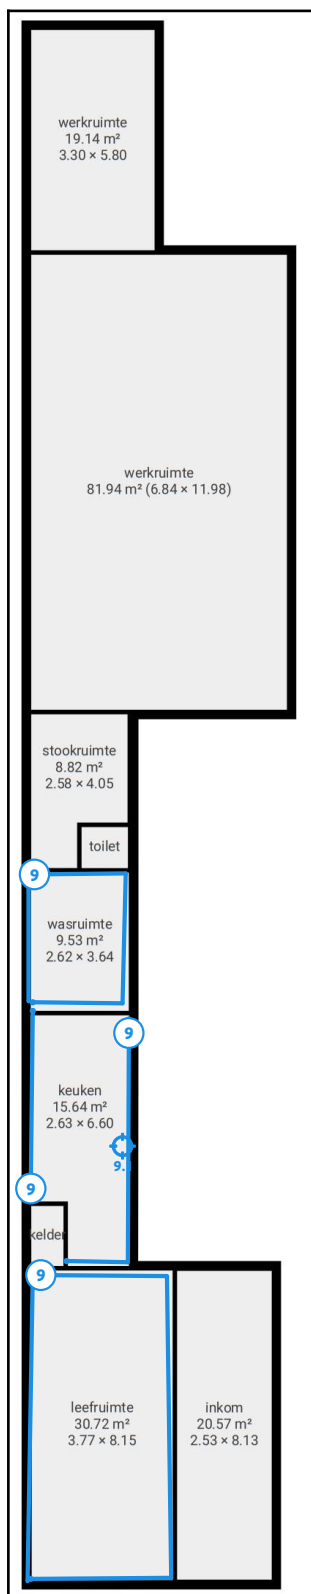 werkruimte
19.14 m²
3.30 × 5.80
werkruimte
81.94 m² (6.84 × 11.98)
stookruimte
8.82 m²
2.58 × 4.05
toilet
9
wasruimte
9.53 m²
2.62 × 3.64
9
keuken
15.64 m²
2.63 × 6.60
9.
9
kelder
9
leefruimte
30.72 m²
3.77 × 8.15
inkom
20.57 m²
2.53 × 8.13